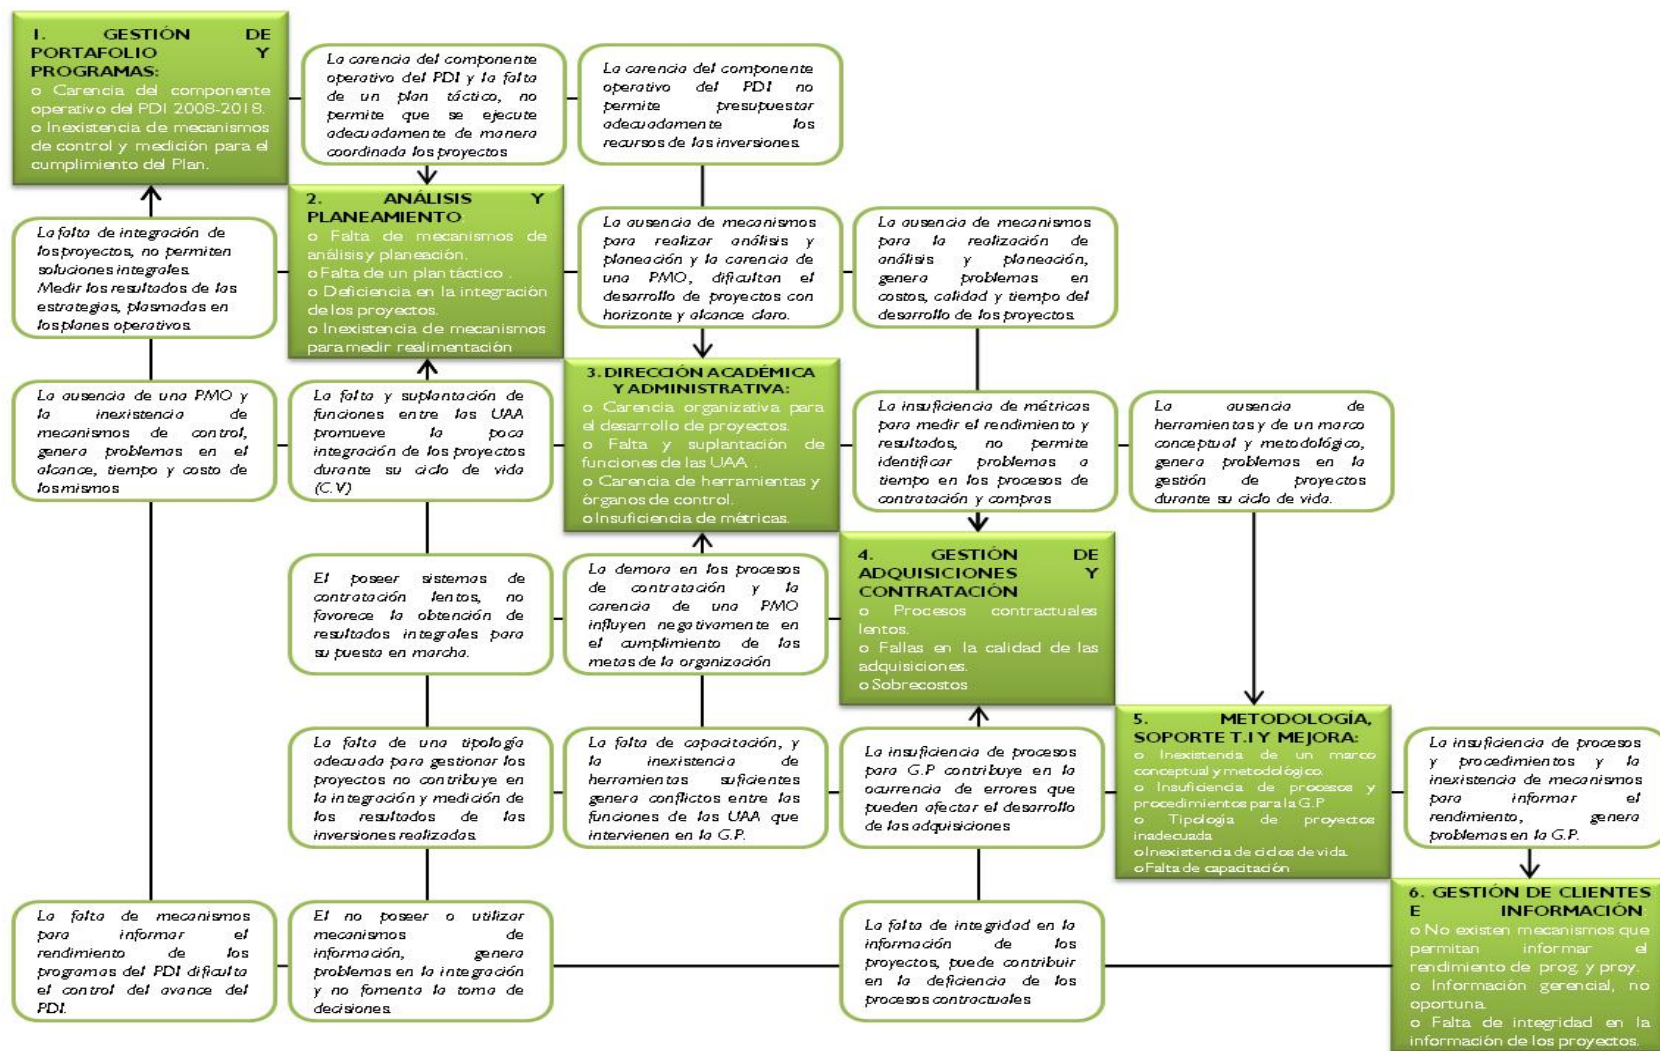 1. GESTIÓN DE
PORTAFOLIO Y
PROGRAMAS:
o Carencia del componente
operativo del PDI 2008-2018.
o Inexistencia de mecanismos
de control y medición para el
cumplimiento del Plan.
La carencia del componente
operativo del PDI y la falta
de un plan táctico, no
permite que se ejecute
adecuadamente de manera
coordinada los proyectos
La carencia del componente
operativo del PDI no
permite presupuestar
adecuadamente los
recursos de las inversiones.
La falta de integración de
los proyectos, no permiten
soluciones integrales.
Medir los resultados de las
estrategias, plasmadas en
los planes operativos.
2. ANÁLISIS Y
PLANEAMIENTO:
o Falta de mecanismos de
análisis y planeación.
o Falta de un plan táctico .
o Deficiencia en la integración
de los proyectos.
o Inexistencia de mecanismos
para medir realimentación
La ausencia de mecanismos
para realizar análisis y
planeación y la carencia de
una PMO, dificultan el
desarrollo de proyectos con
horizonte y alcance claro.
La ausencia de mecanismos
para la realización de
análisis y planeación,
genera problemas en
costos, calidad y tiempo del
desarrollo de los proyectos.
La ausencia de una PMO y
la inexistencia de
mecanismos de control,
genera problemas en el
alcance, tiempo y costo de
los mismos
La falta y suplantación de
funciones entre las UAA
promueve la poca
integración de los proyectos
durante su ciclo de vida
(C.V)
3. DIRECCIÓN ACADÉMICA
Y ADMINISTRATIVA:
o Carencia organizativa para
el desarrollo de proyectos.
o Falta y suplantación de
funciones de las UAA .
o Carencia de herramientas y
órganos de control.
o Insuficiencia de métricas.
La insuficiencia de métricas
para medir el rendimiento y
resultados, no permite
identificar problemas a
tiempo en los procesos de
contratación y compras
La ausencia de
herramientas y de un marco
conceptual y metodológico,
genera problemas en la
gestión de proyectos
durante su ciclo de vida.
El poseer sistemas de
contratación lentos, no
favorece la obtención de
resultados integrales para
su puesta en marcha.
La demora en los procesos
de contratación y la
carencia de una PMO
influyen negativamente en
el cumplimiento de las
metas de la organización
4. GESTIÓN DE
ADQUISICIONES Y
CONTRATACIÓN
o Procesos contractuales
lentos.
o Fallas en la calidad de las
adquisiciones.
o Sobrecostos
La falta de una tipología
adecuada para gestionar los
proyectos no contribuye en
la integración y medición de
los resultados de las
inversiones realizadas.
La falta de capacitación, y
la inexistencia de
herramientas suficientes
genera conflictos entre las
funciones de las UAA que
intervienen en la G.P.
La insuficiencia de procesos
para G.P contribuye en la
ocurrencia de errores que
pueden afectar el desarrollo
de las adquisiciones
5. METODOLOGÍA,
SOPORTE T.I Y MEJORA:
o Inexistencia de un marco
conceptual y metodológico.
o Insuficiencia de procesos y
procedimientos para la G.P
o Tipología de proyectos
inadecuada
o Inexistencia de ciclos de vida.
o Falta de capacitación
La insuficiencia de procesos
y procedimientos y la
inexistencia de mecanismos
para informar el
rendimiento, genera
problemas en la G.P.
La falta de mecanismos
para informar el
rendimiento de los
programas del PDI dificulta
el control del avance del
PDI.
El no poseer o utilizar
mecanismos de
información, genera
problemas en la integración
y no fomenta la toma de
decisiones.
La falta de integridad en la
información de los
proyectos, puede contribuir
en la deficiencia de los
procesos contractuales
6. GESTIÓN DE CLIENTES
E INFORMACIÓN:
o No existen mecanismos que
permitan informar el
rendimiento de prog. y proy.
o Información gerencial, no
oportuna.
o Falta de integridad en la
información de los proyectos.